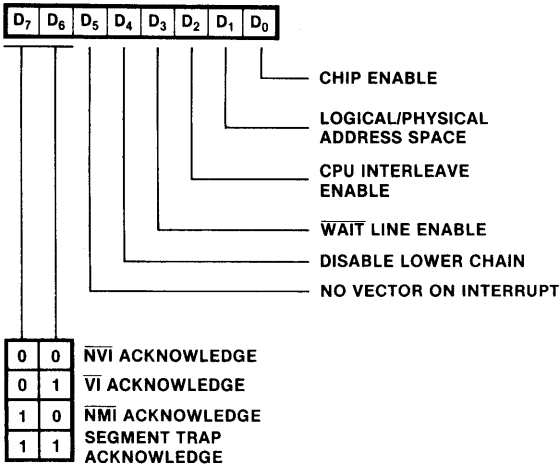 D7 D6 D5 D4 D3 D2 D1 D0
CHIP ENABLE
LOGICAL/PHYSICAL
ADDRESS SPACE
CPU INTERLEAVE
ENABLE
WAIT LINE ENABLE
DISABLE LOWER CHAIN
NO VECTOR ON INTERRUPT
0 0 NVI ACKNOWLEDGE
0 1 VI ACKNOWLEDGE
1 0 NMI ACKNOWLEDGE
1 1 SEGMENT TRAP
ACKNOWLEDGE